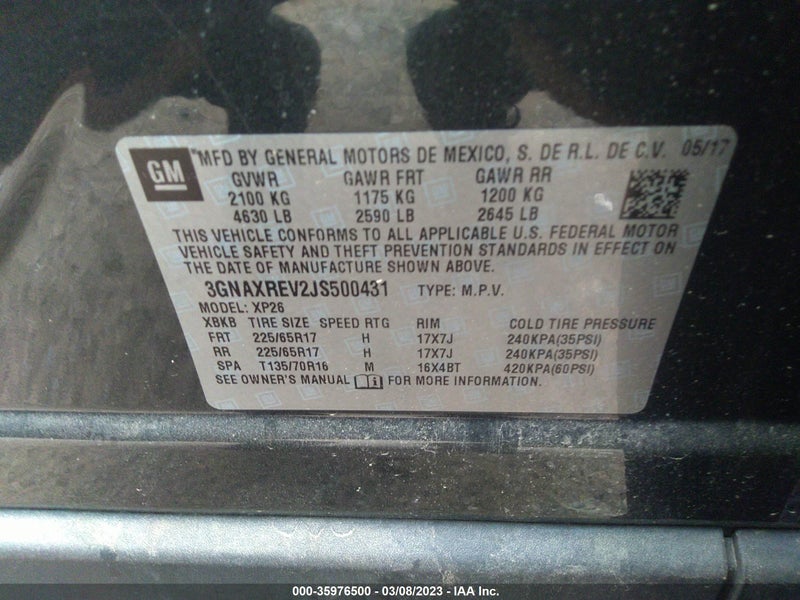 GM
*MFD BY GENERAL MOTORS DE MEXICO, S. DE R.L. DE C.V. 05/17
GVWR GAWR FRT GAWR RR
2100 KG 1175 KG 1200 KG
4630 LB 2590 LB 2645 LB
THIS VEHICLE CONFORMS TO ALL APPLICABLE U.S. FEDERAL MOTOR
VEHICLE SAFETY AND THEFT PREVENTION STANDARDS IN EFFECT ON
THE DATE OF MANUFACTURE SHOWN ABOVE.
3GNAXREV2JS500431 TYPE: M.P.V.
MODEL: XP26
XBKB TIRE SIZE SPEED RTG RIM COLD TIRE PRESSURE
FRT 225/65R17 H 17X7J 240KPA(35PSI)
RR 225/65R17 H 17X7J 240KPA(35PSI)
SPA T135/70R16 M 16X4BT 420KPA(60PSI)
SEE OWNER'S MANUAL FOR MORE INFORMATION.
000-35976500 - 03/08/2023 - IAA Inc.